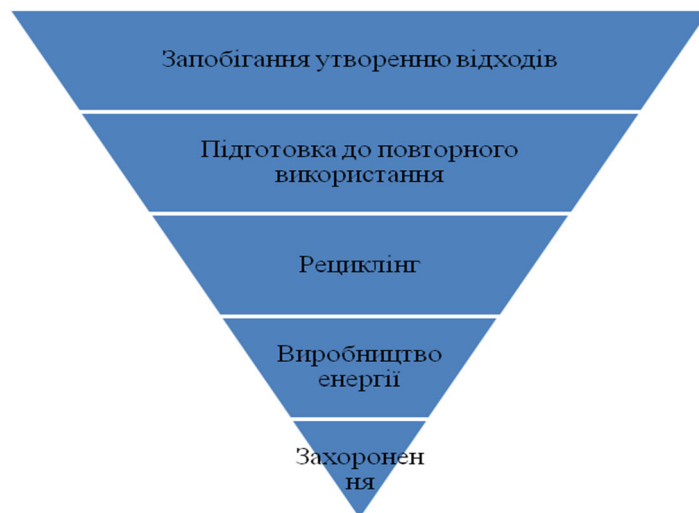 Запобігання утворенню відходів
Підготовка до повторного
використання
Рециклінг
Виробництво
енергії
Захоронен
ня